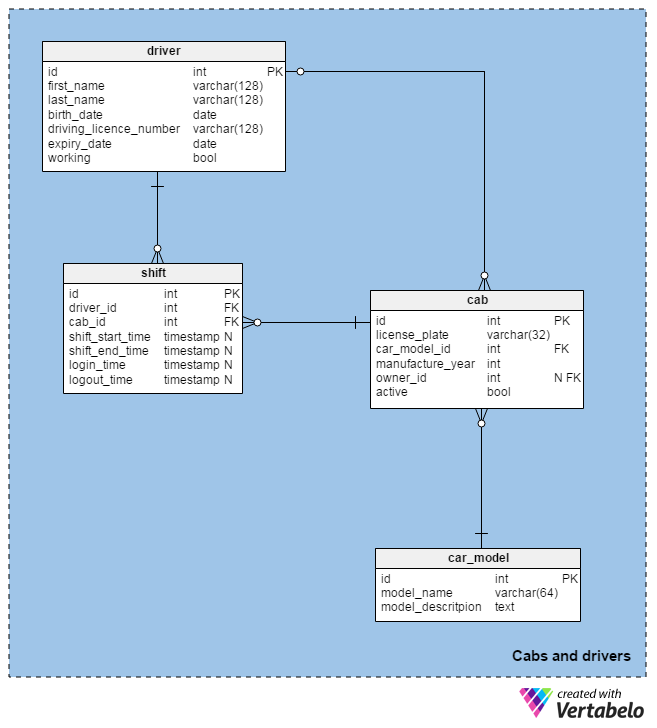 driver
id int PK
first_name varchar(128)
last_name varchar(128)
birth_date date
driving_licence_number varchar(128)
expiry_date date
working bool
shift
id int PK
driver_id int FK
cab_id int FK
shift_start_time timestamp N
shift_end_time timestamp N
login_time timestamp N
logout_time timestamp N
cab
id int PK
license_plate varchar(32)
car_model_id int FK
manufacture_year int
owner_id int N FK
active bool
car_model
id int PK
model_name varchar(64)
model_descritpion text
Cabs and drivers
created with
Vertabelo